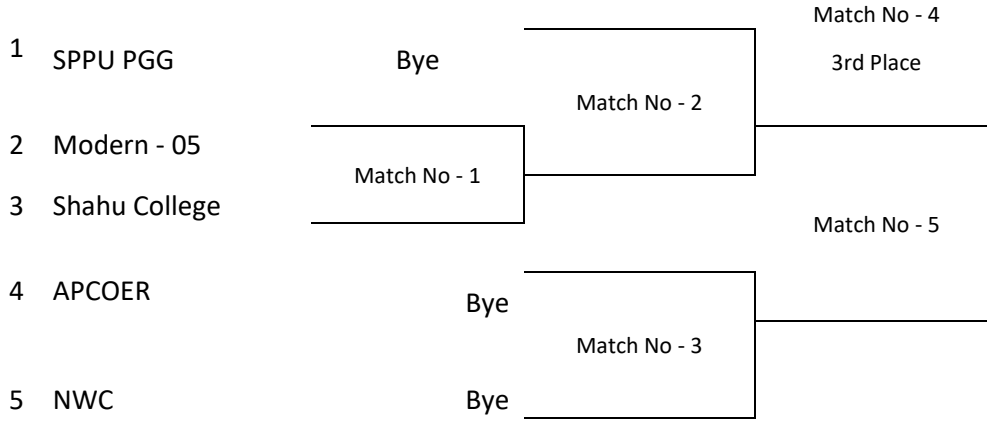 Match No - 4
1 SPPU PGG Bye 3rd Place
Match No - 2
2 Modern - 05
Match No - 1
3 Shahu College
Match No - 5
4 APCOER Bye
Match No - 3
5 NWC Bye